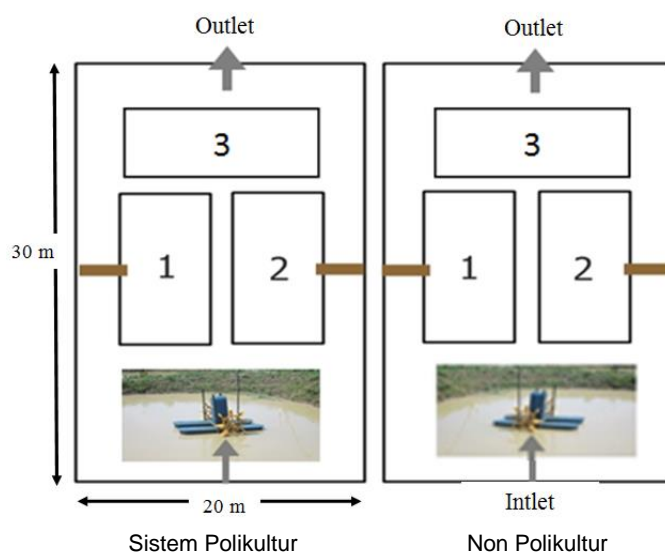 Outlet
Outlet
3
3
30 m
1
2
1
2
20 m
Intlet
Sistem Polikultur
Non Polikultur